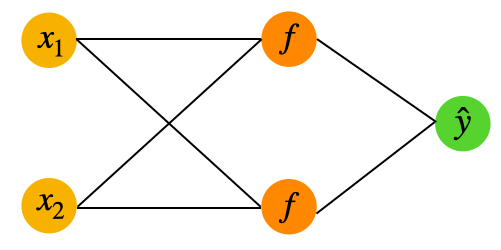 x₁
f
ŷ
x₂
f